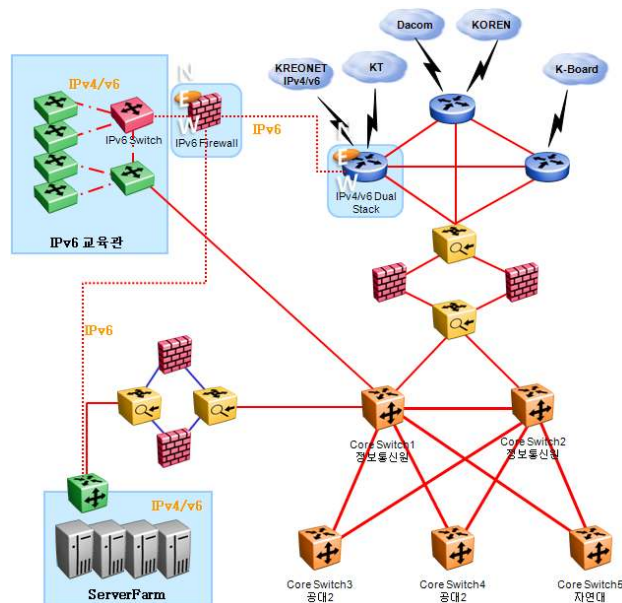 Dacom
KOREN
KREONET
IPv4/v6
KT
K-Board
NEW
IPv4/v6
IPv6 Switch
IPv6 Firewall
IPv6
NEW
IPv4/v6 Dual
Stack
IPv6 교육관
IPv6
Core Switch1
정보통신원
Core Switch2
정보통신원
IPv4/v6
ServerFarm
Core Switch3
공대2
Core Switch4
공대2
Core Switch5
자연대